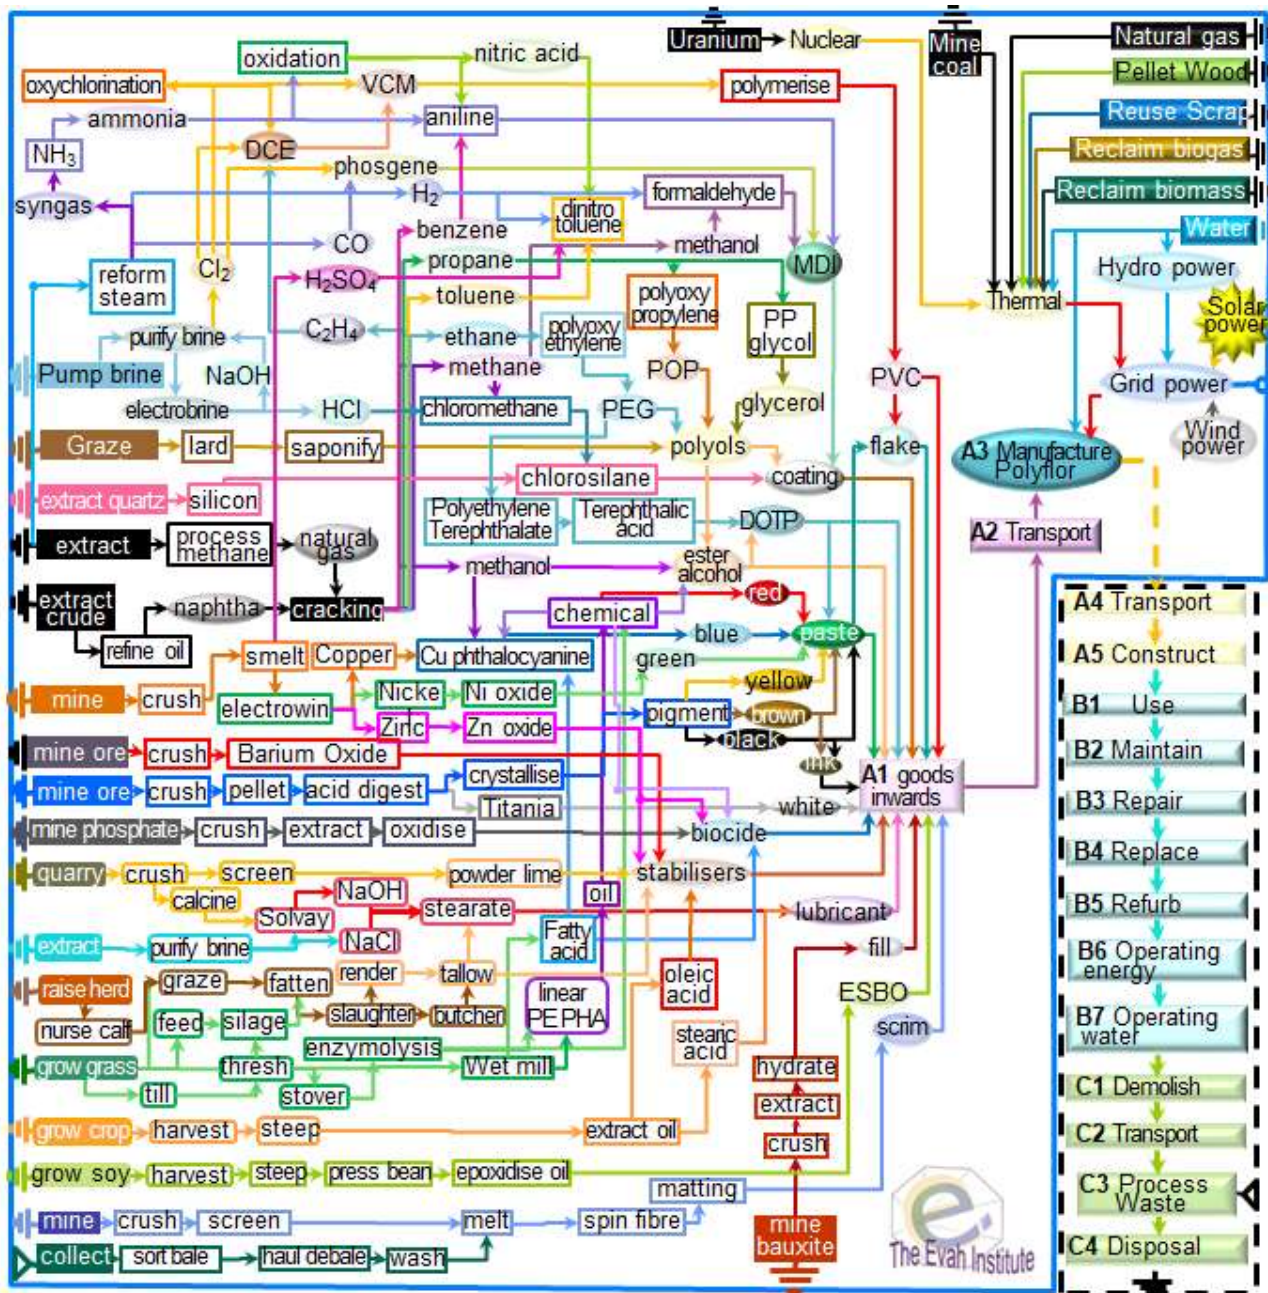 Uranium
Nuclear
Mine
coal
Natural gas
Pellet Wood
Reuse Scrap
Reclaim biogas
Reclaim biomass
Water
oxidation
nitric acid
oxychlorination
VCM
polymerise
ammonia
aniline
NH3
DCE
phosgene
syngas
H2
formaldehyde
dinitro
toluene
benzene
methanol
CO
MDI
Cl2
reform
steam
H2SO4
propane
toluene
polyoxy
propylene
PP
glycol
Hydro power
Thermal
Solar
power
purify brine
C2H4
ethane
polyoxy
ethylene
Pump brine
NaOH
methane
POP
PVC
Grid power
electrobrine
HCl
chloromethane
PEG
glycerol
Wind
power
Graze
lard
saponify
polyols
flake
A3 Manufacture
Polyflor
extract quartz
silicon
chlorosilane
coating
Polyethylene
Terephthalate
Terephthalic
acid
DOTP
A2 Transport
extract
process
methane
natural
gas
methanol
ester
alcohol
extract
crude
naphtha
cracking
chemical
red
A4 Transport
refine oil
smelt
Copper
Cu phthalocyanine
blue
paste
green
A5 Construct
mine
crush
electrowin
Nicke
Ni oxide
yellow
B1 Use
Zinc
Zn oxide
pigment
brown
black
mine ore
crush
Barium Oxide
ink
B2 Maintain
mine ore
crush
pellet
acid digest
crystallise
A1 goods
inwards
B3 Repair
Titania
white
mine phosphate
crush
extract
oxidise
biocide
B4 Replace
quarry
crush
screen
powder lime
stabilisers
calcine
NaOH
oil
B5 Refurb
Solvay
stearate
lubricant
extract
purify brine
NaCl
Fatty
acid
fill
B6 Operating
energy
raise herd
graze
fatten
render
tallow
oleic
acid
linear
PE PHA
ESBO
nurse calf
feed
silage
slaughter
butcher
scrim
B7 Operating
water
enzymolysis
stearic
acid
grow grass
thresh
Wet mill
hydrate
till
stover
extract
C1 Demolish
grow crop
harvest
steep
extract oil
crush
C2 Transport
grow soy
harvest
steep
press bean
epoxidise oil
matting
C3 Process
Waste
mine
crush
screen
melt
spin fibre
mine
bauxite
e.
The Evah Institute
C4 Disposal
collect
sort bale
haul debale
wash